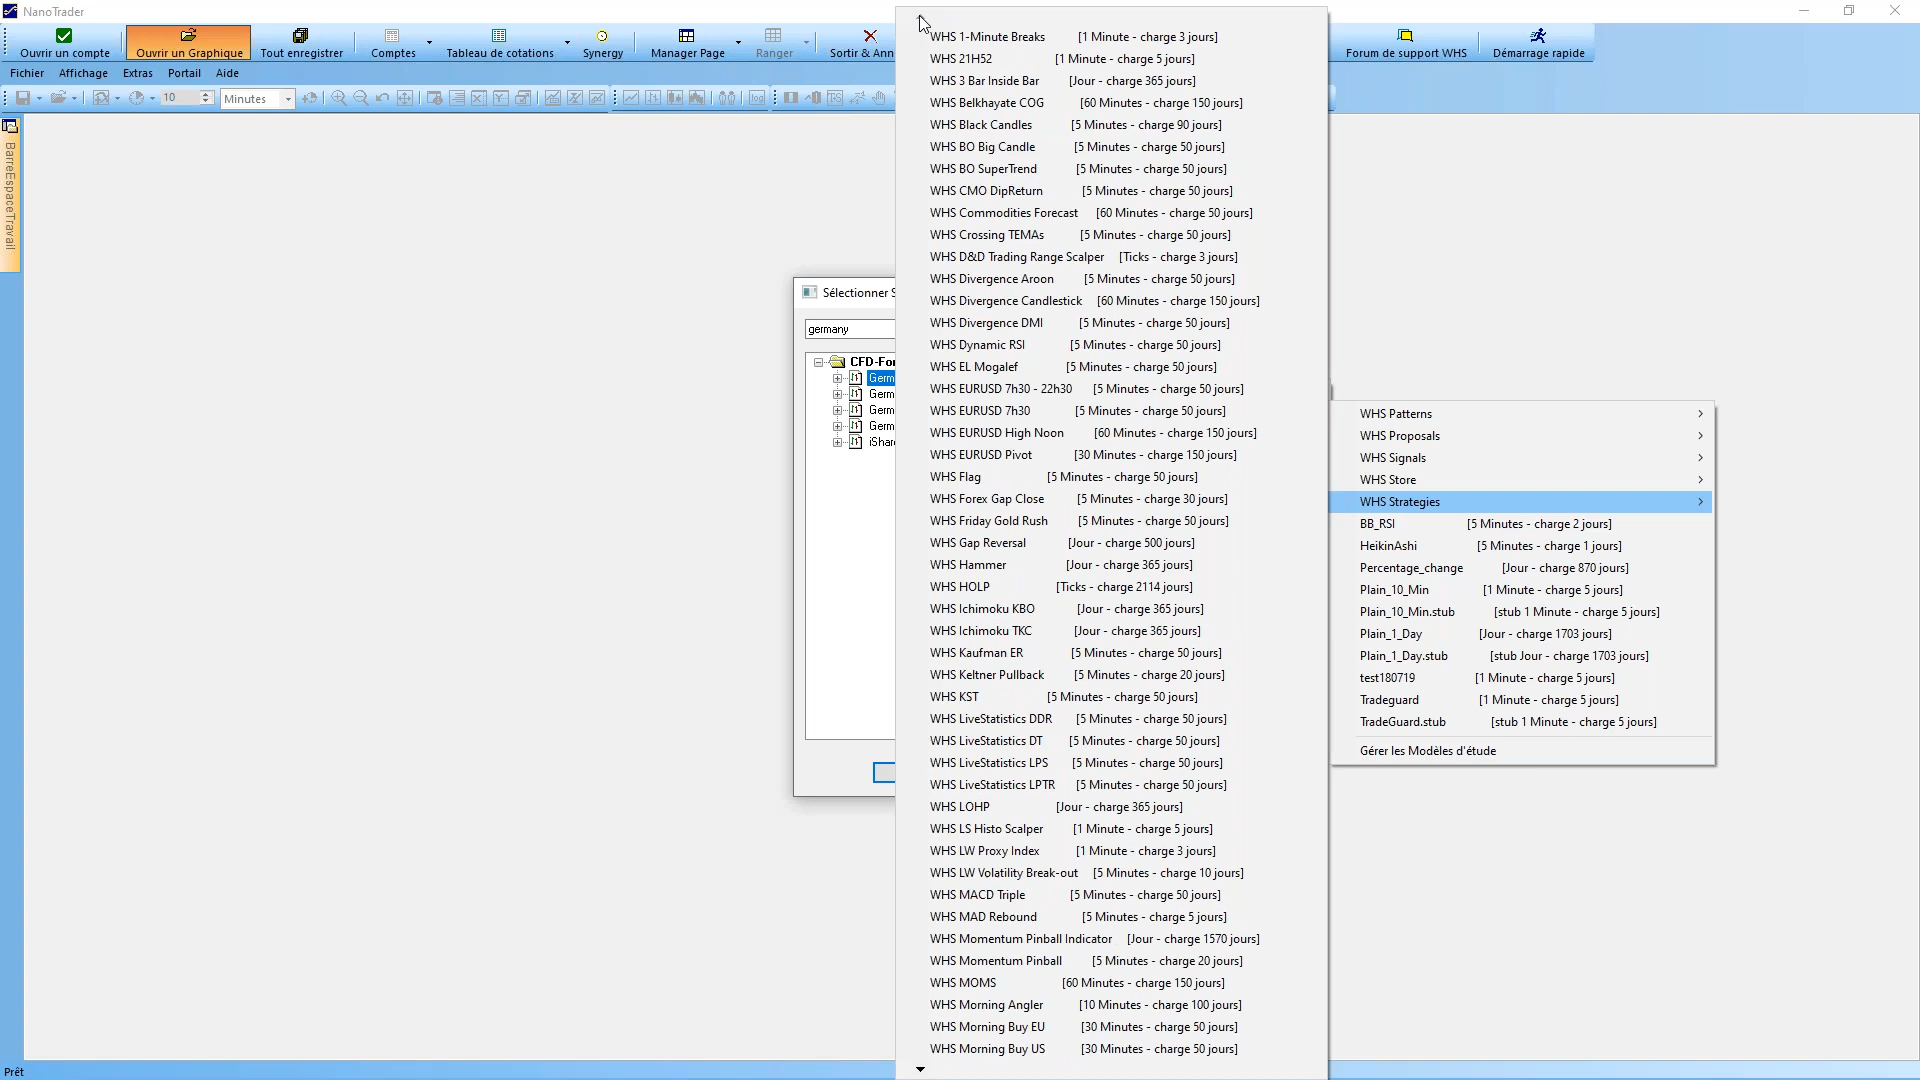 NanoTrader
Ouvrir un compte
Ouvrir un Graphique
Tout enregistrer
Comptes
Tableau de cotations
Synergy
Manager Page
Ranger
Sortir & Ann
Forum de support WHS
Démarrage rapide
Fichier Affichage Extras Portail Aide
10 Minutes
BarreEspaceTravail
Sélectionner S
germany
CFD-For
Germ
Germ
Germ
Germ
iShar
WHS 1-Minute Breaks [1 Minute - charge 3 jours]
WHS 21H52 [1 Minute - charge 5 jours]
WHS 3 Bar Inside Bar [Jour - charge 365 jours]
WHS Belkhayate COG [60 Minutes - charge 150 jours]
WHS Black Candles [5 Minutes - charge 90 jours]
WHS BO Big Candle [5 Minutes - charge 50 jours]
WHS BO SuperTrend [5 Minutes - charge 50 jours]
WHS CMO DipReturn [5 Minutes - charge 50 jours]
WHS Commodities Forecast [60 Minutes - charge 50 jours]
WHS Crossing TEMAs [5 Minutes - charge 50 jours]
WHS D&D Trading Range Scalper [Ticks - charge 3 jours]
WHS Divergence Aroon [5 Minutes - charge 50 jours]
WHS Divergence Candlestick [60 Minutes - charge 150 jours]
WHS Divergence DMI [5 Minutes - charge 50 jours]
WHS Dynamic RSI [5 Minutes - charge 50 jours]
WHS EL Mogalef [5 Minutes - charge 50 jours]
WHS EURUSD 7h30 - 22h30 [5 Minutes - charge 50 jours]
WHS EURUSD 7h30 [5 Minutes - charge 50 jours]
WHS EURUSD High Noon [60 Minutes - charge 150 jours]
WHS EURUSD Pivot [30 Minutes - charge 150 jours]
WHS Flag [5 Minutes - charge 50 jours]
WHS Forex Gap Close [5 Minutes - charge 30 jours]
WHS Friday Gold Rush [5 Minutes - charge 50 jours]
WHS Gap Reversal [Jour - charge 500 jours]
WHS Hammer [Jour - charge 365 jours]
WHS HOLP [Ticks - charge 2114 jours]
WHS Ichimoku KBO [Jour - charge 365 jours]
WHS Ichimoku TKC [Jour - charge 365 jours]
WHS Kaufman ER [5 Minutes - charge 50 jours]
WHS Keltner Pullback [5 Minutes - charge 20 jours]
WHS KST [5 Minutes - charge 50 jours]
WHS LiveStatistics DDR [5 Minutes - charge 50 jours]
WHS LiveStatistics DT [5 Minutes - charge 50 jours]
WHS LiveStatistics LPS [5 Minutes - charge 50 jours]
WHS LiveStatistics LPTR [5 Minutes - charge 50 jours]
WHS LOHP [Jour - charge 365 jours]
WHS LS Histo Scalper [1 Minute - charge 5 jours]
WHS LW Proxy Index [1 Minute - charge 3 jours]
WHS LW Volatility Break-out [5 Minutes - charge 10 jours]
WHS MACD Triple [5 Minutes - charge 50 jours]
WHS MAD Rebound [5 Minutes - charge 5 jours]
WHS Momentum Pinball Indicator [Jour - charge 1570 jours]
WHS Momentum Pinball [5 Minutes - charge 20 jours]
WHS MOMS [60 Minutes - charge 150 jours]
WHS Morning Angler [10 Minutes - charge 100 jours]
WHS Morning Buy EU [30 Minutes - charge 50 jours]
WHS Morning Buy US [30 Minutes - charge 50 jours]
WHS Patterns
WHS Proposals
WHS Signals
WHS Store
WHS Strategies
BB_RSI [5 Minutes - charge 2 jours]
HeikinAshi [5 Minutes - charge 1 jours]
Percentage_change [Jour - charge 870 jours]
Plain_10_Min [1 Minute - charge 5 jours]
Plain_10_Min.stub [stub 1 Minute - charge 5 jours]
Plain_1_Day [Jour - charge 1703 jours]
Plain_1_Day.stub [stub Jour - charge 1703 jours]
test180719 [1 Minute - charge 5 jours]
Tradeguard [1 Minute - charge 5 jours]
TradeGuard.stub [stub 1 Minute - charge 5 jours]
Gérer les Modèles d'étude
Prêt